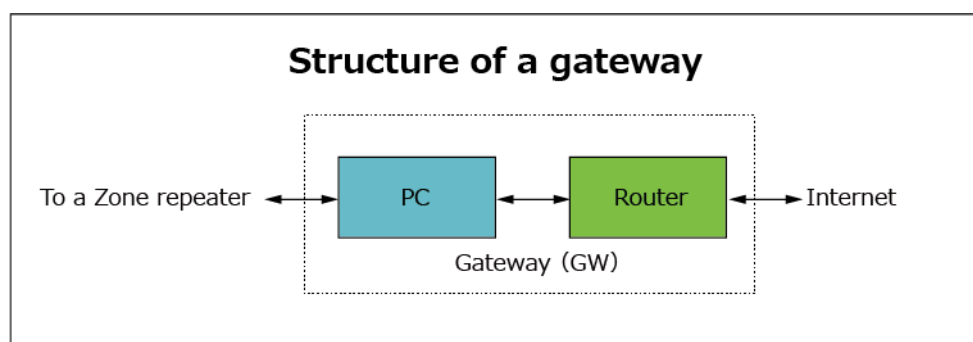 Structure of a gateway
To a Zone repeater
PC
Router
Internet
Gateway (GW)